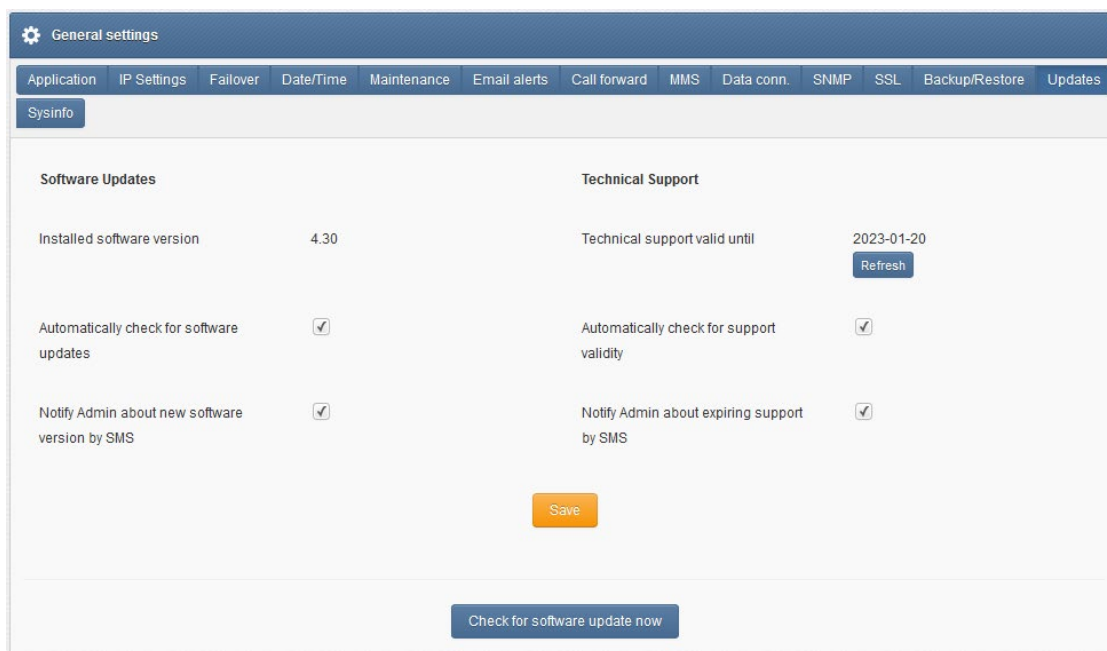 General settings
Application IP Settings Failover Date/Time Maintenance Email alerts Call forward MMS Data conn. SNMP SSL Backup/Restore Updates
Sysinfo
Software Updates Technical Support
Installed software version 4.30 Technical support valid until 2023-01-20
Refresh
Automatically check for software Automatically check for support
updates validity
Notify Admin about new software Notify Admin about expiring support
version by SMS by SMS
Save
Check for software update now